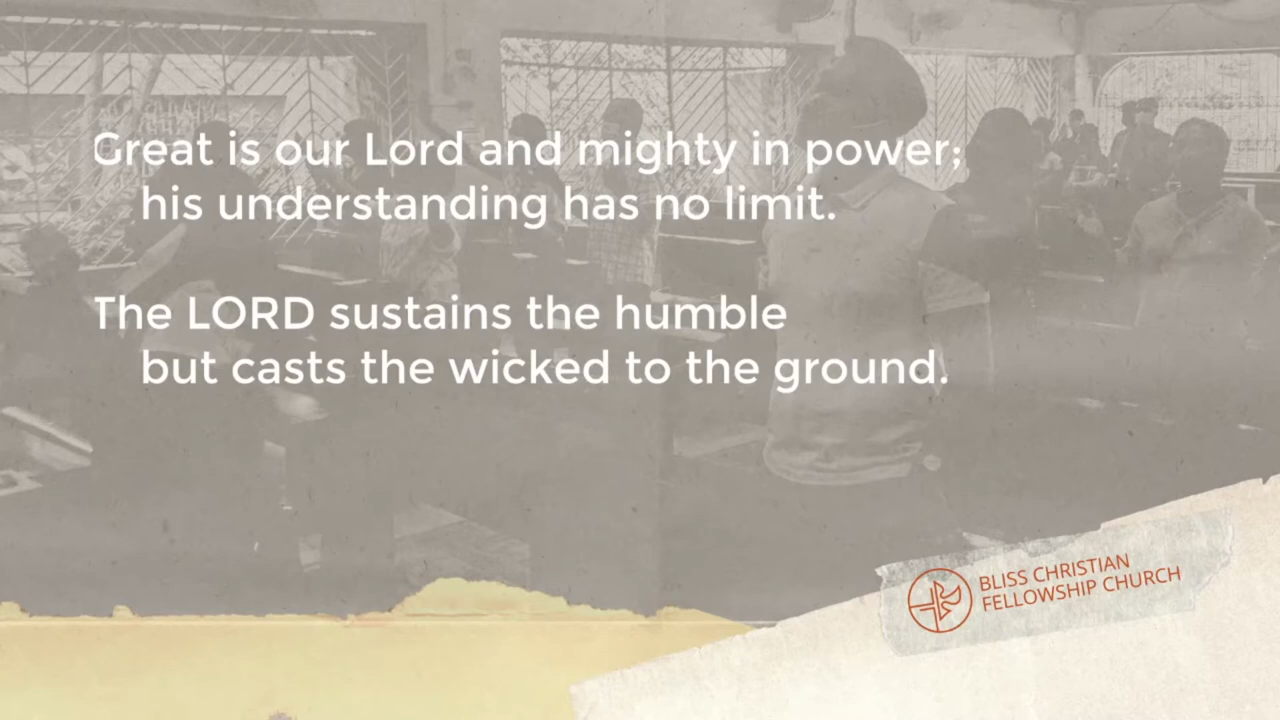 Great is our Lord and mighty in power;
his understanding has no limit.
The LORD sustains the humble
but casts the wicked to the ground.
BLISS CHRISTIAN
FELLOWSHIP CHURCH